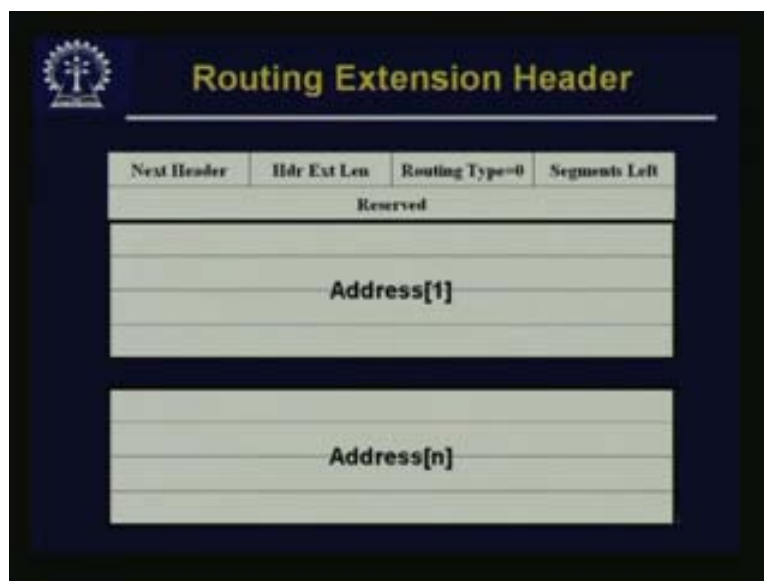 Routing Extension Header
Next Header Hdr Ext Len Routing Type=0 Segments Left
Reserved
Address[1]
Address[n]